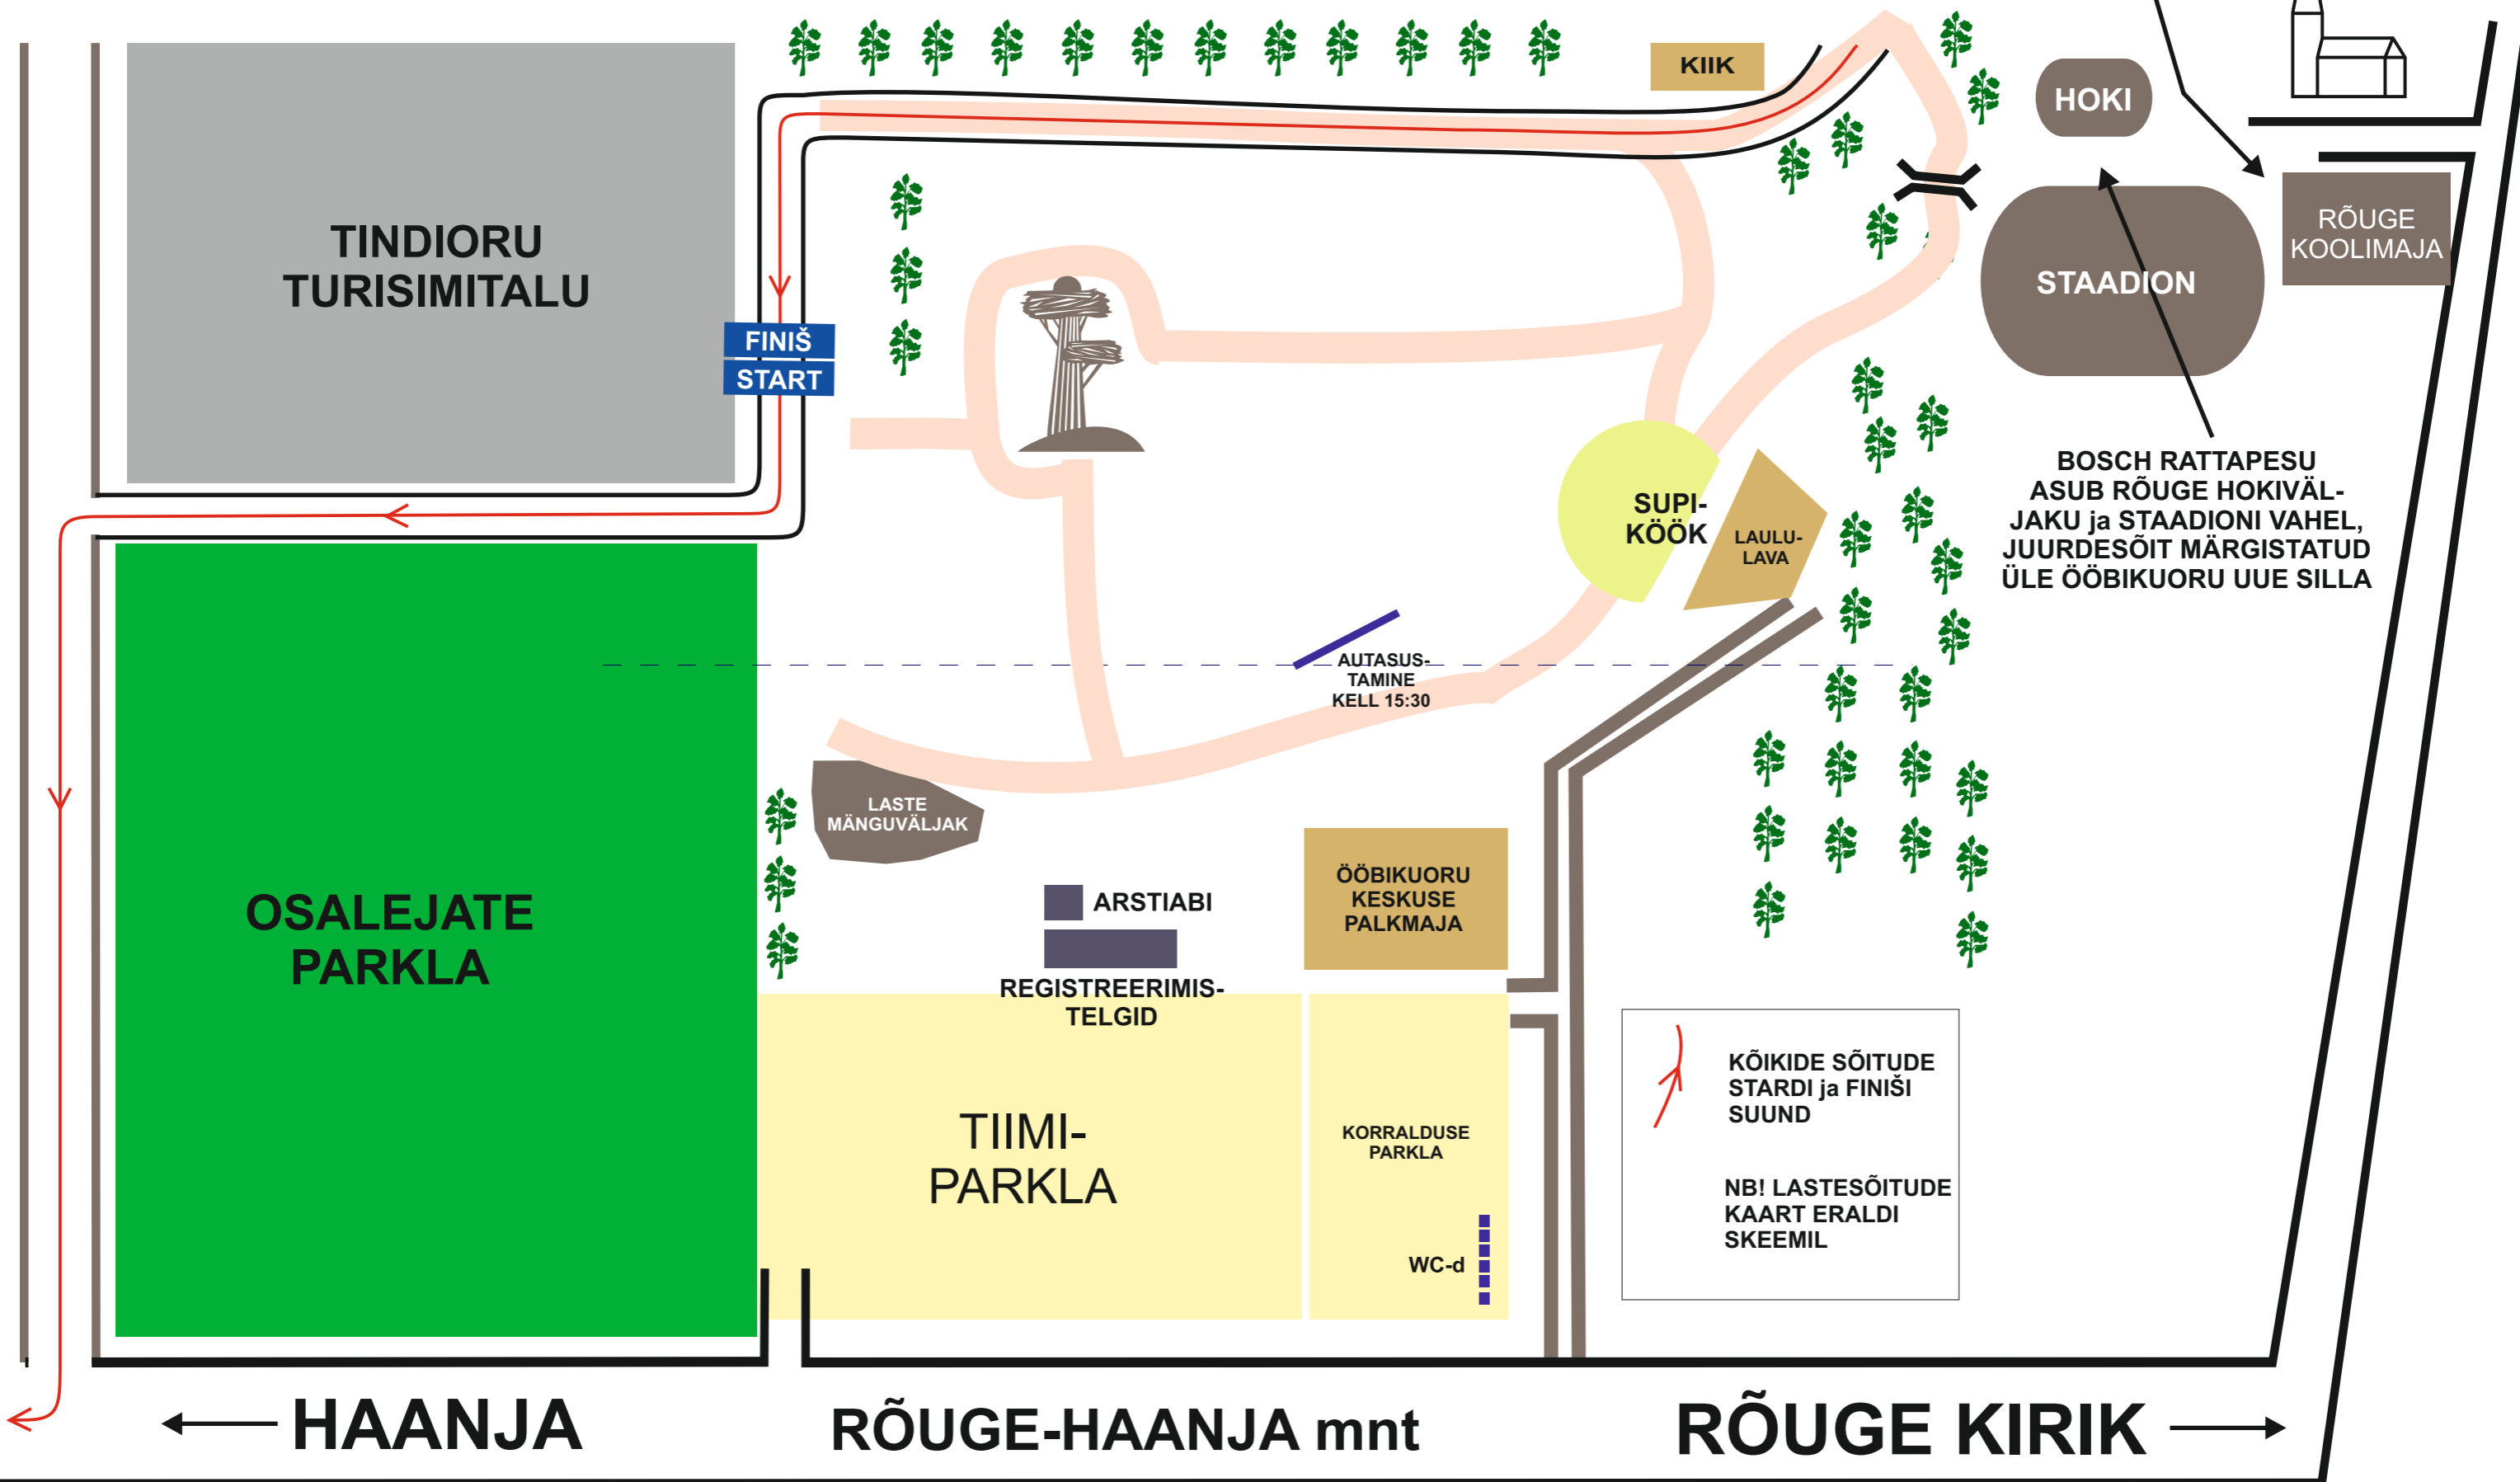 KIIK
HOKI
TINDIORU
TURISIMITALU
RÕUGE
KOOLIMAJA
STAADION
FINIŠ
START
BOSCH RATTAPESU
ASUB RÕUGE HOKIVÄL-
JAKU ja STAADIONI VAHEL,
JUURDESÕIT MÄRGISTATUD
ÜLE ÖÖBIKUORU UUE SILLA
SUPI-
KÖÖK
LAULU-
LAVA
AUTASUS-
TAMINE
KELL 15:30
LASTE
MÄNGUVÄLJAK
OSALEJATE
PARKLA
ARSTIABI
REGISTREERIMIS-
TELGID
ÖÖBIKUORU
KESKUSE
PALKMAJA
TIIMI-
PARKLA
KORRALDUSE
PARKLA
WC-d
KÕIKIDE SÕITUDE
STARDI ja FINIŠI
SUUND
NB! LASTESÕITUDE
KAART ERALDI
SKEEMIL
HAANJA
RÕUGE-HAANJA mnt
RÕUGE KIRIK